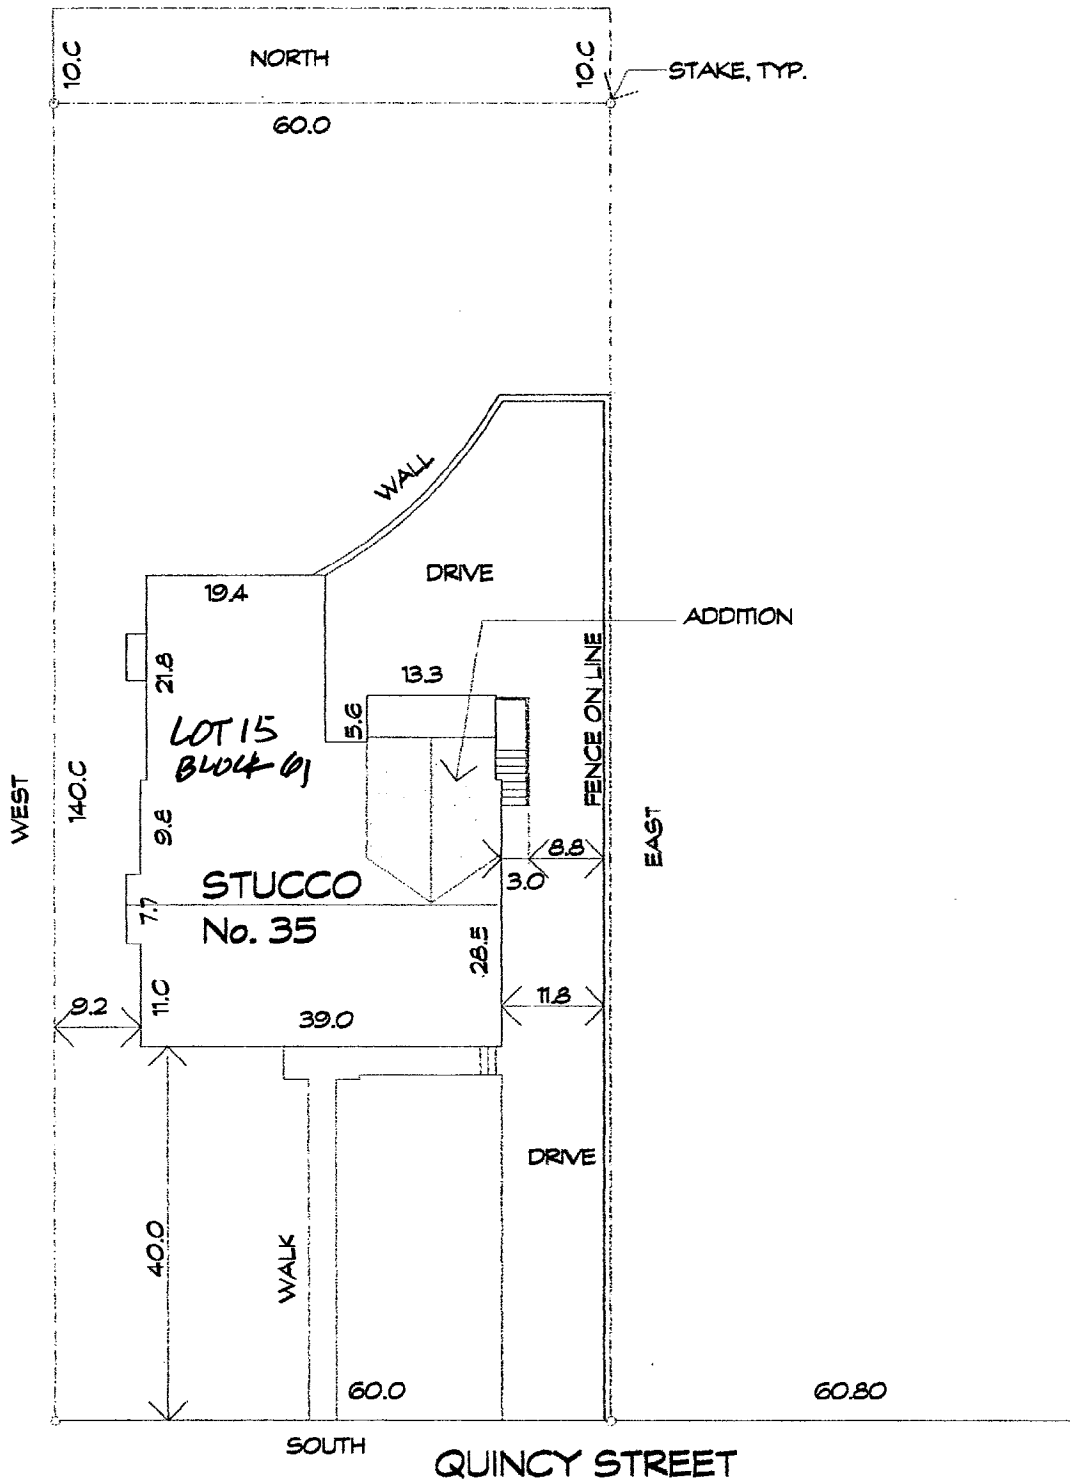 10.0
NORTH
10.0
STAKE, TYP.
60.0
WALL
DRIVE
19.4
ADDITION
21.8
13.3
5.6
FENCE ON LINE
LOT 15
BLOCK 61
WEST
140.0
9.8
EAST
8.8
3.0
STUCCO
No. 35
7.7
28.5
11.0
9.2
11.8
39.0
DRIVE
40.0
WALK
60.0
60.80
SOUTH
QUINCY STREET